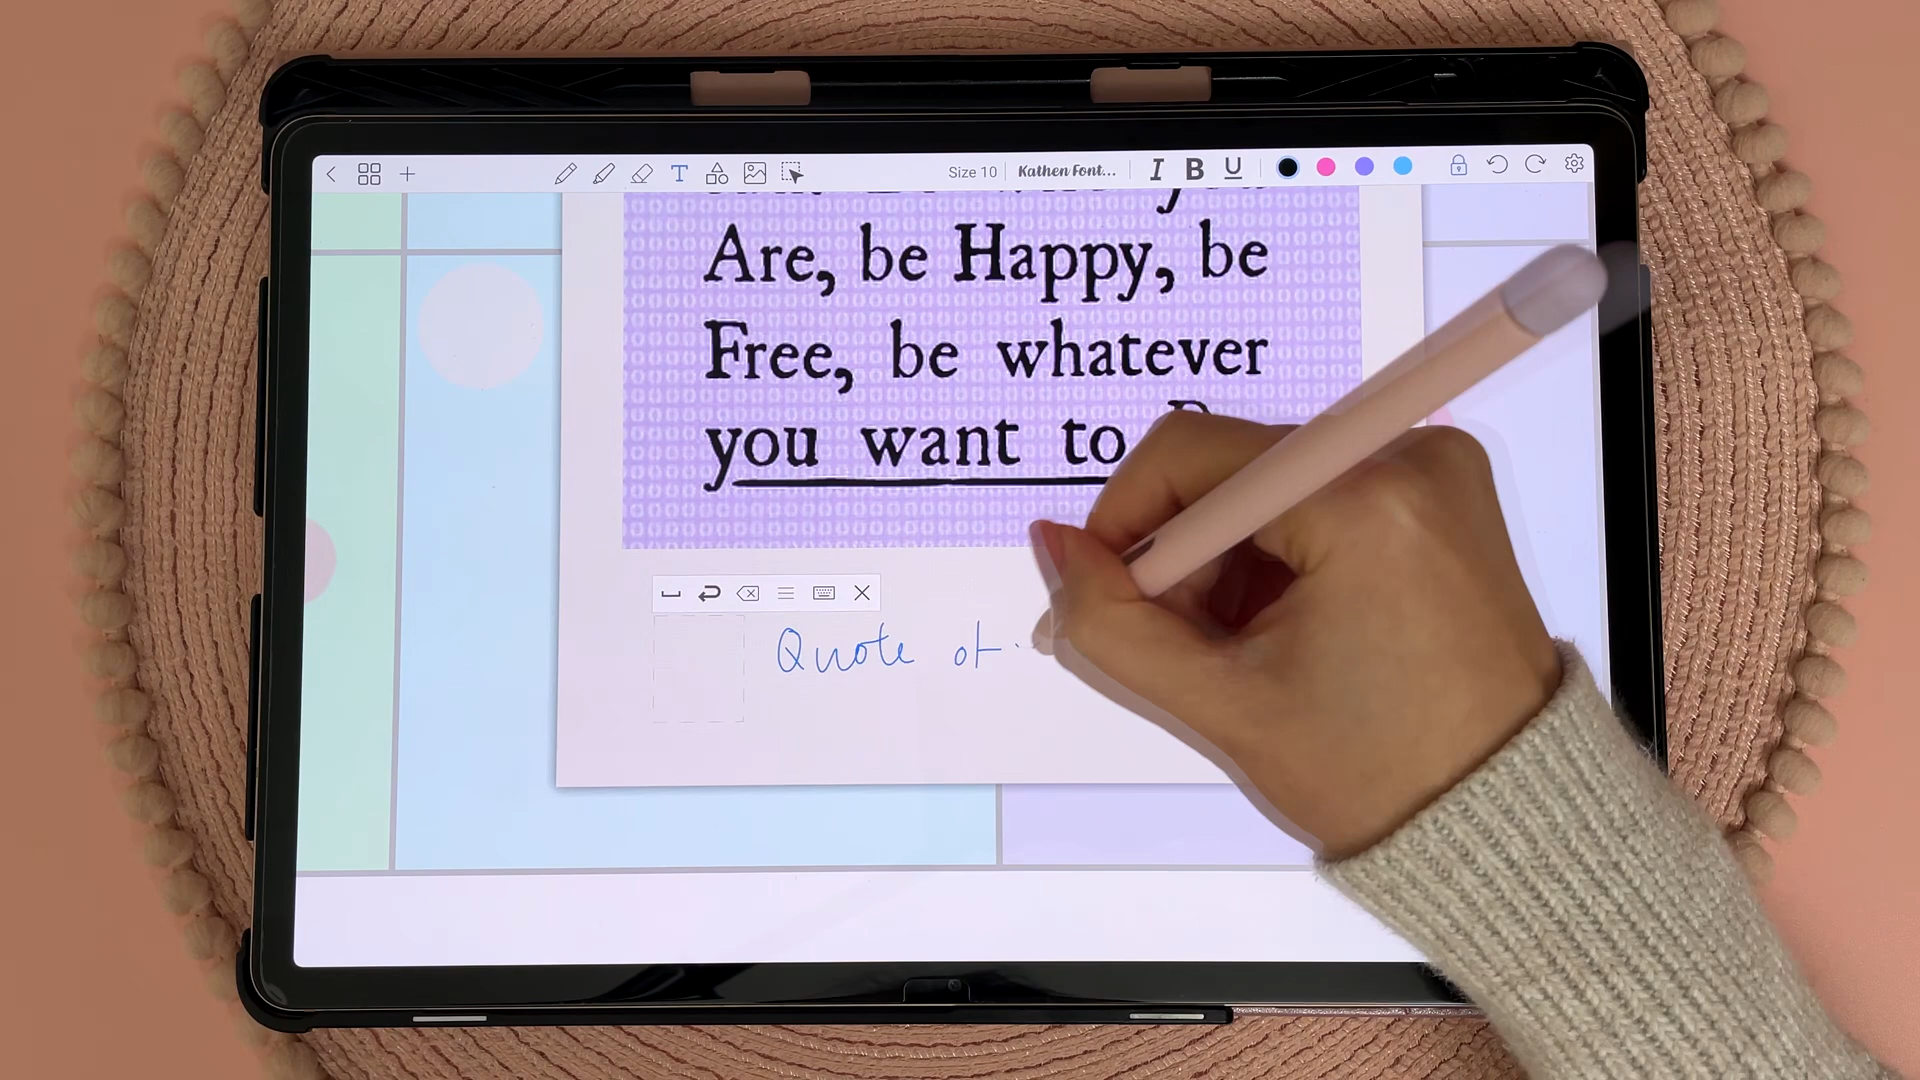 Size 10 Kathen Font... I B U
Are, be Happy, be
Free, be whatever
you want to
Quote of